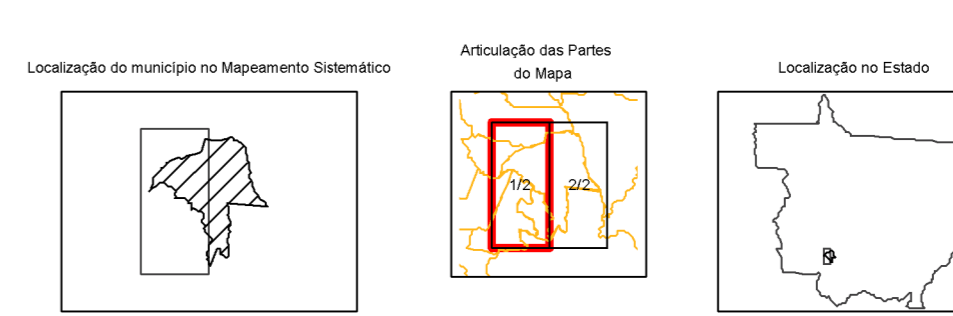 Localização do município no Mapeamento Sistemático
Articulação das Partes
do Mapa
Localização no Estado
1/2
2/2